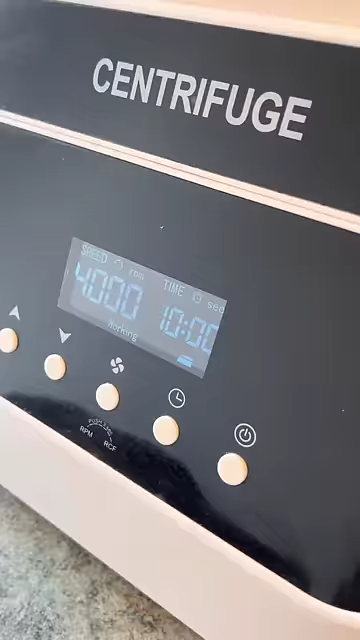 CENTRIFUGE
SPEED rpm TIME sec
4000 10:00
Working
RPM RCF